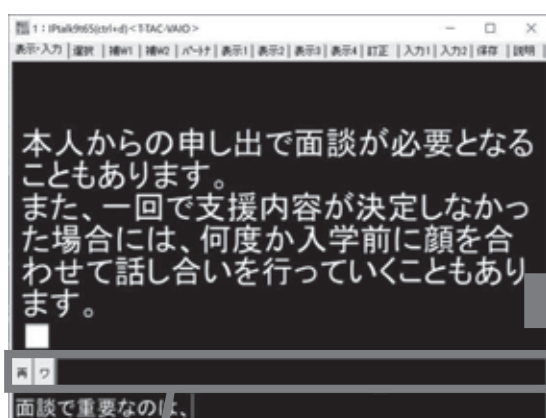 1：IPtalk9t65(ctrl+d)<T-TAC-VAIO>
表示・入力 | 選択 | 補W1 | 補W2 | パートナ | 表示1 | 表示2 | 表示3 | 表示4 | 訂正 | 入力1 | 入力2 | 保存 | 説明
本人からの申し出で面談が必要となる
こともあります。
また、一回で支援内容が決定しなかっ
た場合には、何度か入学前に顔を合
わせて話し合いを行っていくこともあり
ます。
再 ワ
面談で重要なのは、